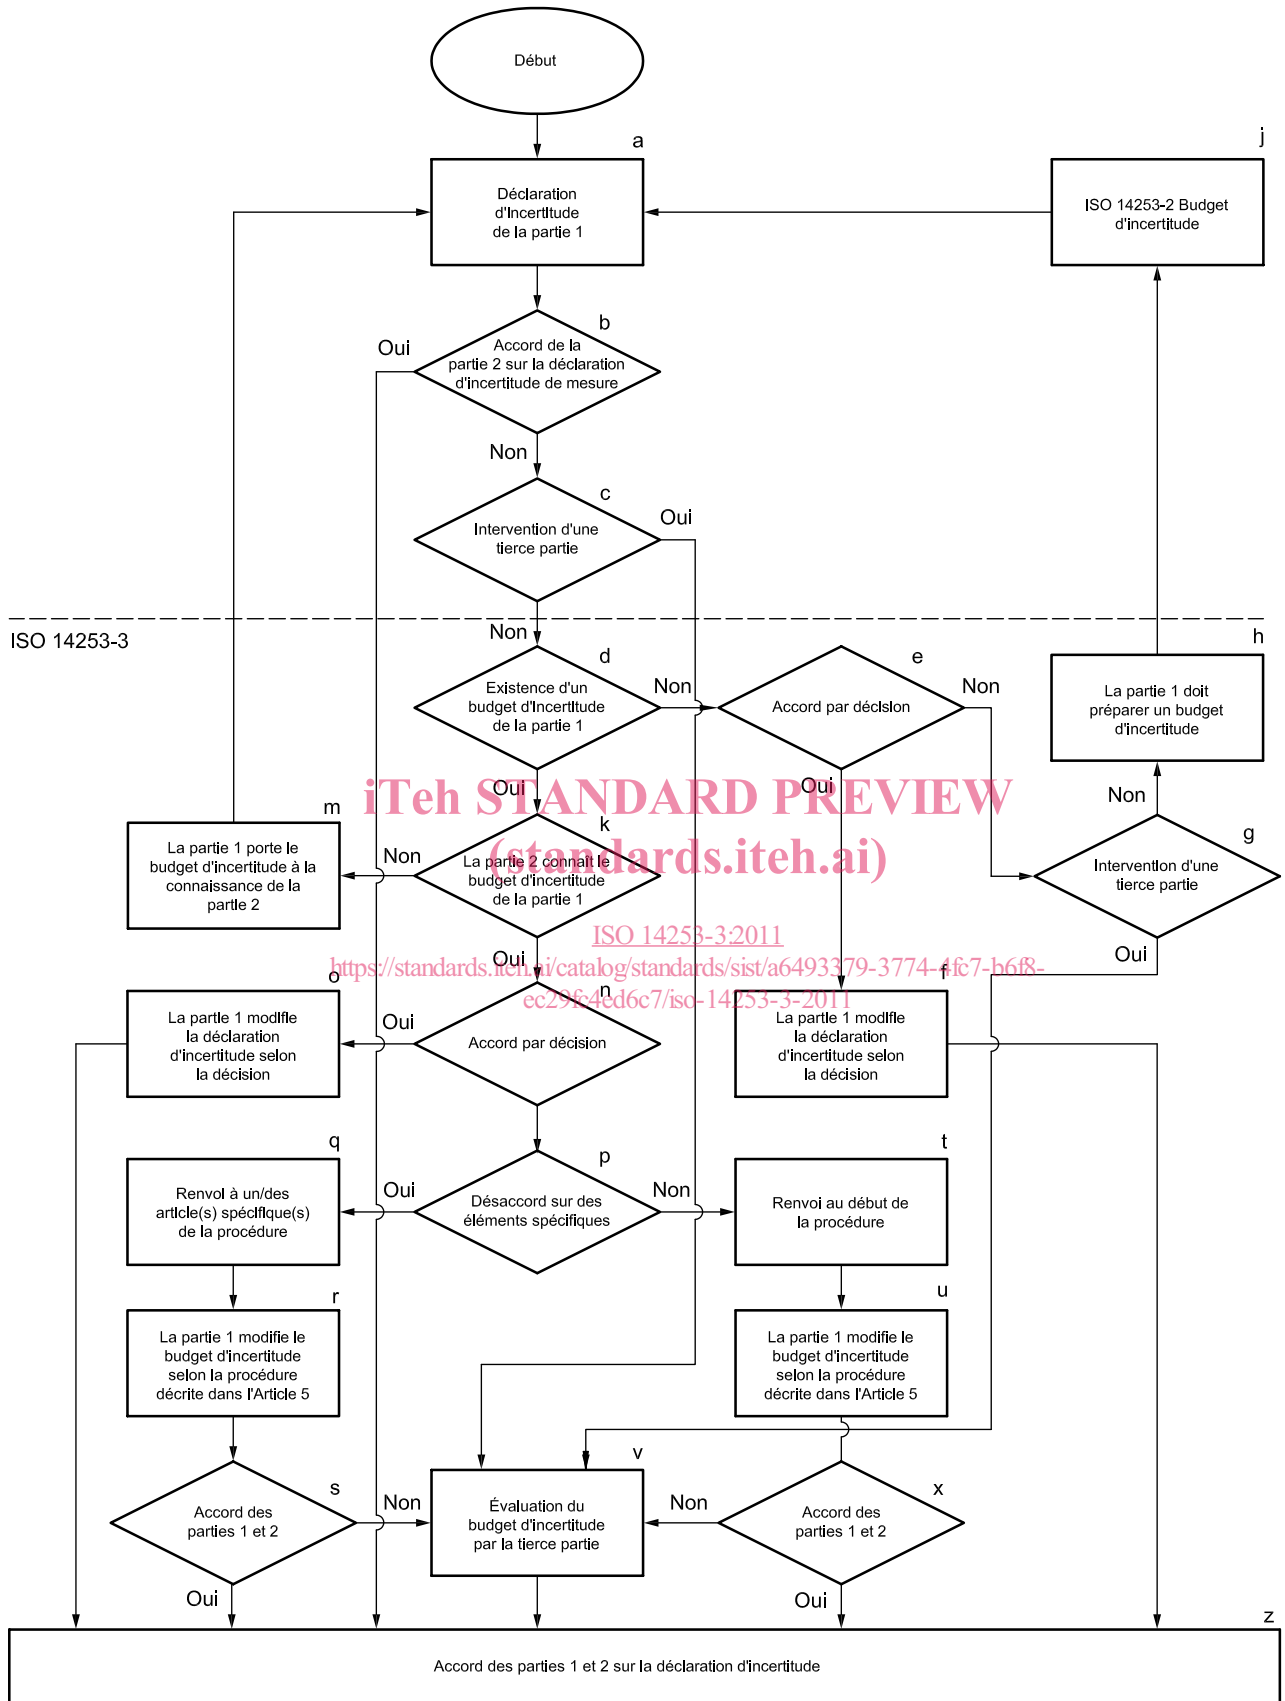 Début
a
Déclaration
d'incertitude
de la partie 1
j
ISO 14253-2 Budget
d'incertitude
b
Oui
Accord de la
partie 2 sur la déclaration
d'incertitude de mesure
Non
c
Oui
Intervention d'une
tierce partie
ISO 14253-3
Non
d
Existence d'un
budget d'incertitude
de la partie 1
Non
e
Accord par décision
Non
h
La partie 1 doit
préparer un budget
d'incertitude
Oui
Oui
Non
iTeh STANDARD PREVIEW
(standards.iteh.ai)
m
La partie 1 porte le
budget d'incertitude à la
connaissance de la
partie 2
Non
k
La partie 2 connaît le
budget d'incertitude
de la partie 1
g
Intervention d'une
tierce partie
Oui
ISO 14253-3:2011
https://standards.iteh.ai/catalog/standards/sist/a6493379-3774-4fc7-b6f8-
ec29fc4ed6c7/iso-14253-3-2011
Oui
o
La partie 1 modifie
la déclaration
d'incertitude selon
la décision
Oui
n
Accord par décision
f
La partie 1 modifie
la déclaration
d'incertitude selon
la décision
q
Renvoi à un/des
article(s) spécifique(s)
de la procédure
Oui
p
Désaccord sur des
éléments spécifiques
Non
t
Renvoi au début de
la procédure
r
La partie 1 modifie le
budget d'incertitude
selon la procédure
décrite dans l'Article 5
u
La partie 1 modifie le
budget d'incertitude
selon la procédure
décrite dans l'Article 5
s
Accord des
parties 1 et 2
Non
v
Évaluation du
budget d'incertitude
par la tierce partie
Non
x
Accord des
parties 1 et 2
Oui
Oui
z
Accord des parties 1 et 2 sur la déclaration d'incertitude